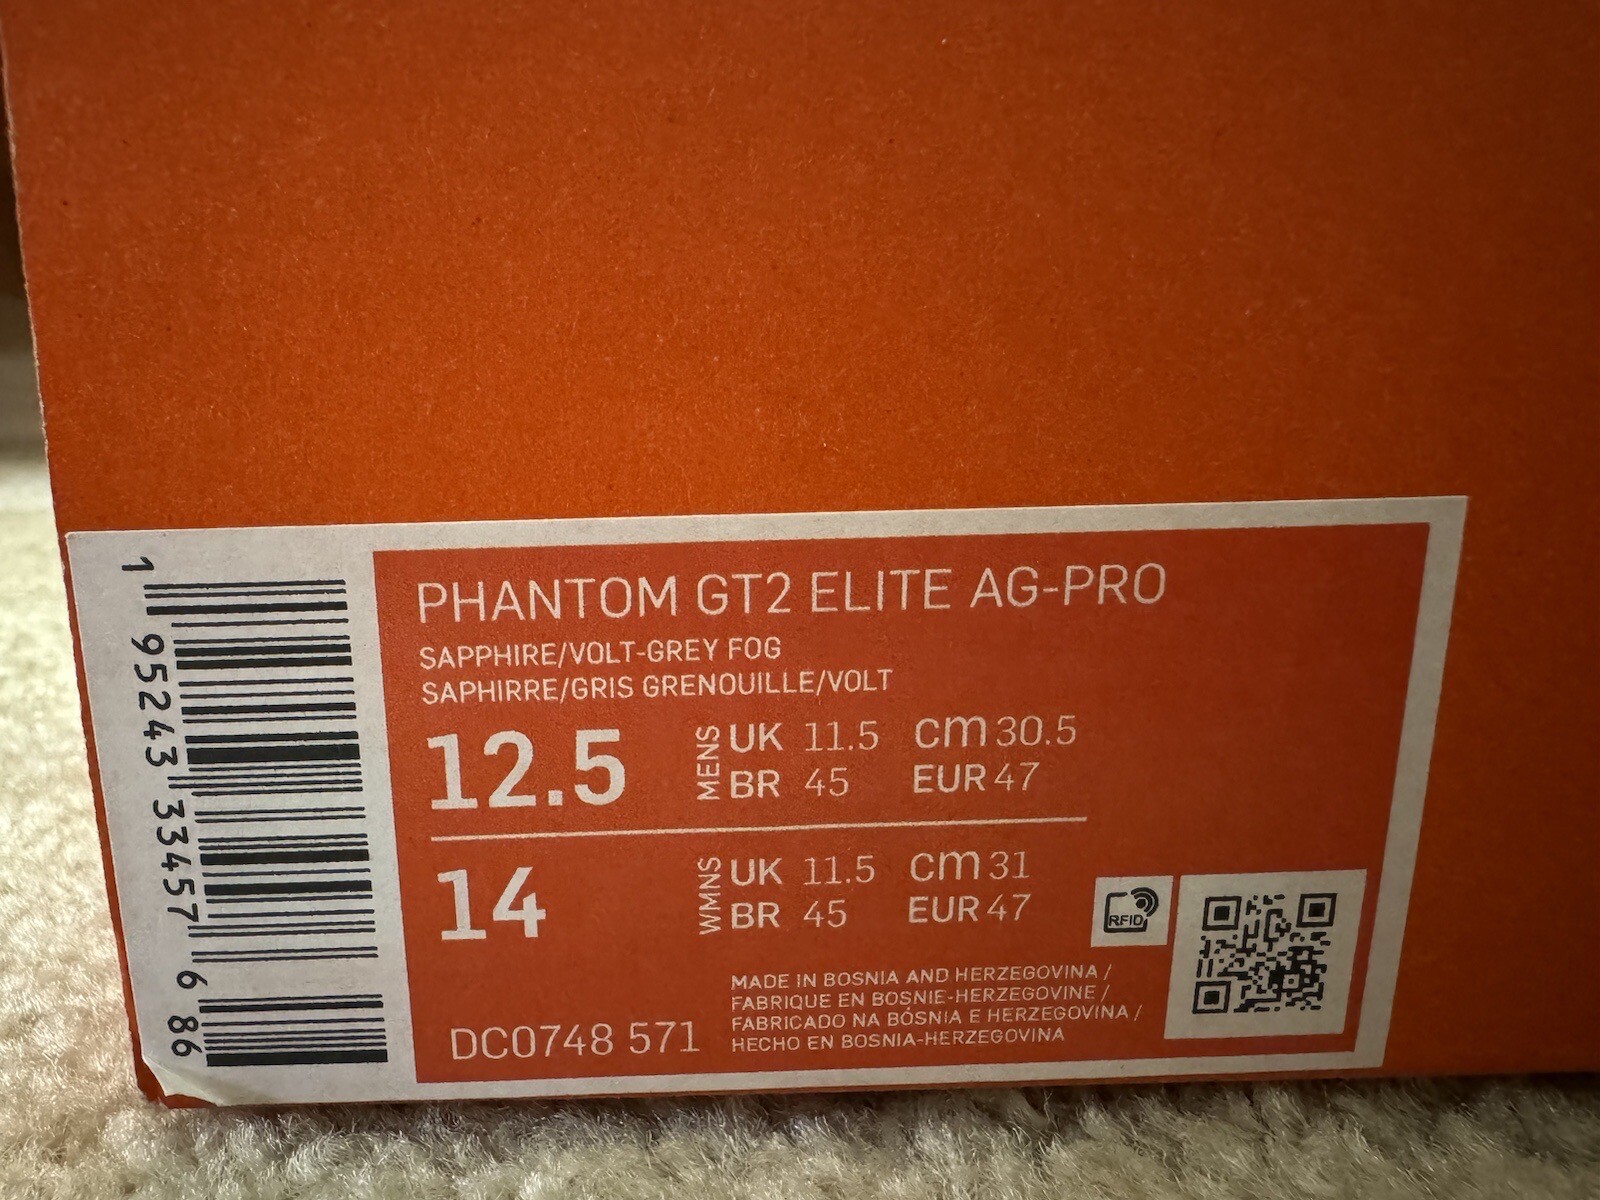 1 95243 33457 6 86
PHANTOM GT2 ELITE AG-PRO
SAPPHIRE/VOLT-GREY FOG
SAPHIRRE/GRIS GRENOUILLE/VOLT
12.5 MENS UK 11.5 cm 30.5
BR 45 EUR 47
14 WMNS UK 11.5 cm 31
BR 45 EUR 47
RFID
MADE IN BOSNIA AND HERZEGOVINA /
FABRIQUE EN BOSNIE-HERZEGOVINE /
FABRICADO NA BÓSNIA E HERZEGOVINA /
HECHO EN BOSNIA-HERZEGOVINA
DC0748 571